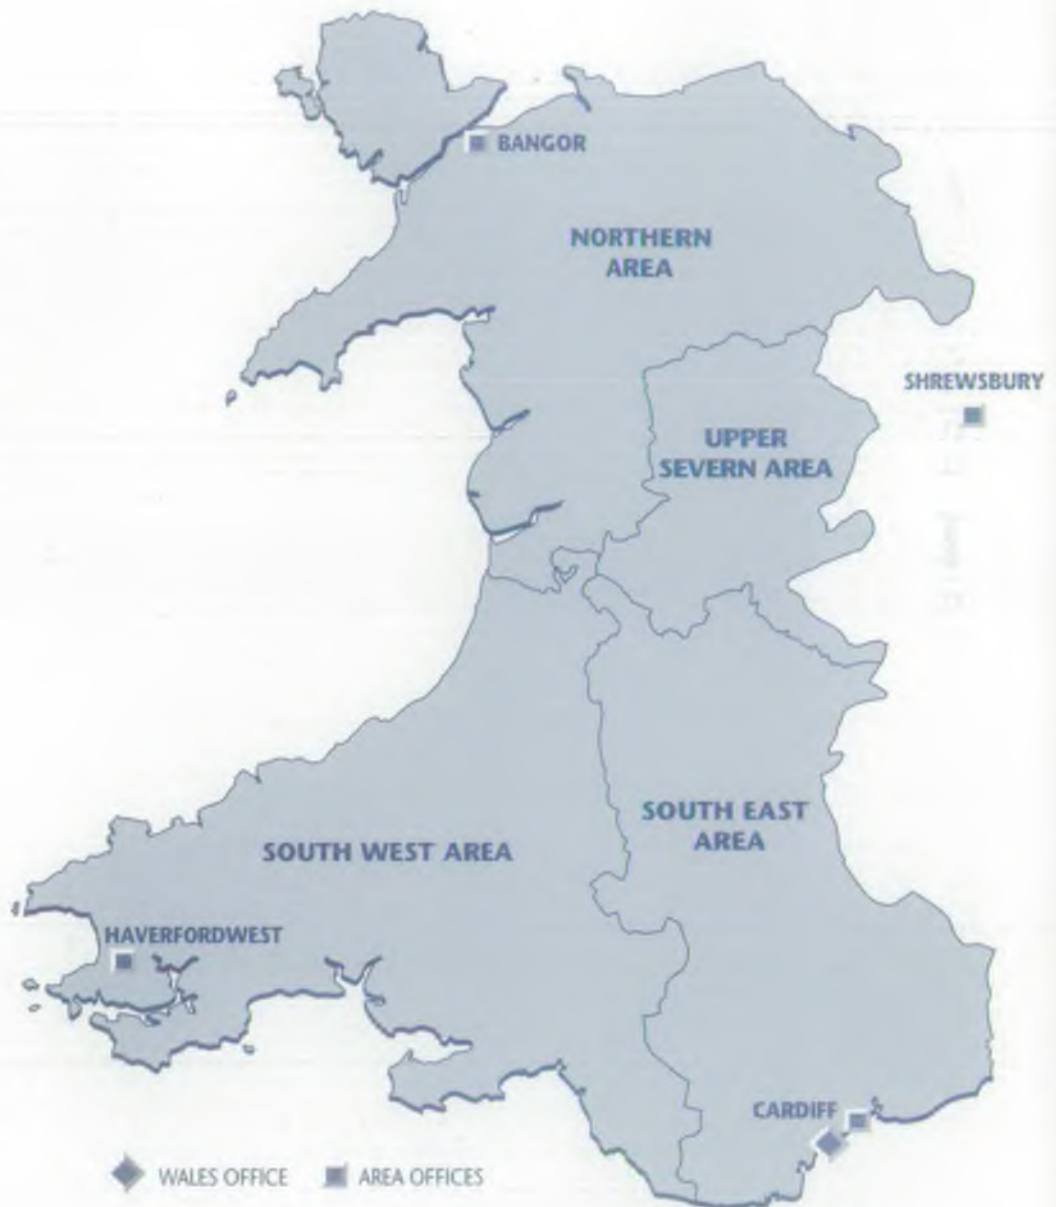 BANGOR
NORTHERN
AREA
SHREWSBURY
UPPER
SEVERN AREA
SOUTH EAST
AREA
SOUTH WEST AREA
HAVERFORDWEST
CARDIFF
WALES OFFICE
AREA OFFICES